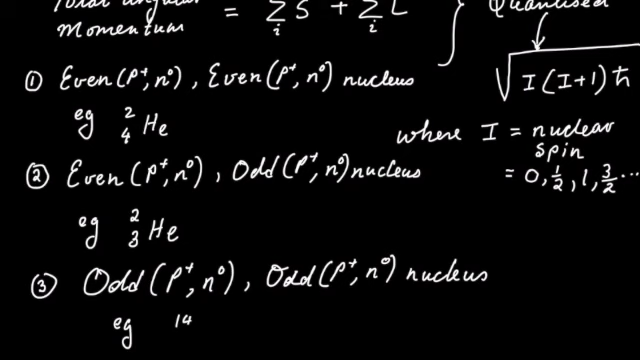 Total Angular Momentum = Σi S + Σi L } Quantised
√I(I+1) ħ
① Even(P⁺, n⁰), Even(P⁺, n⁰) nucleus
eg ²₄He
where I = nuclear spin
= 0, 1/2, 1, 3/2 ...
② Even(P⁺, n⁰), Odd(P⁺, n⁰) nucleus
eg ²₃He
③ Odd(P⁺, n⁰), Odd(P⁺, n⁰) nucleus
eg 14